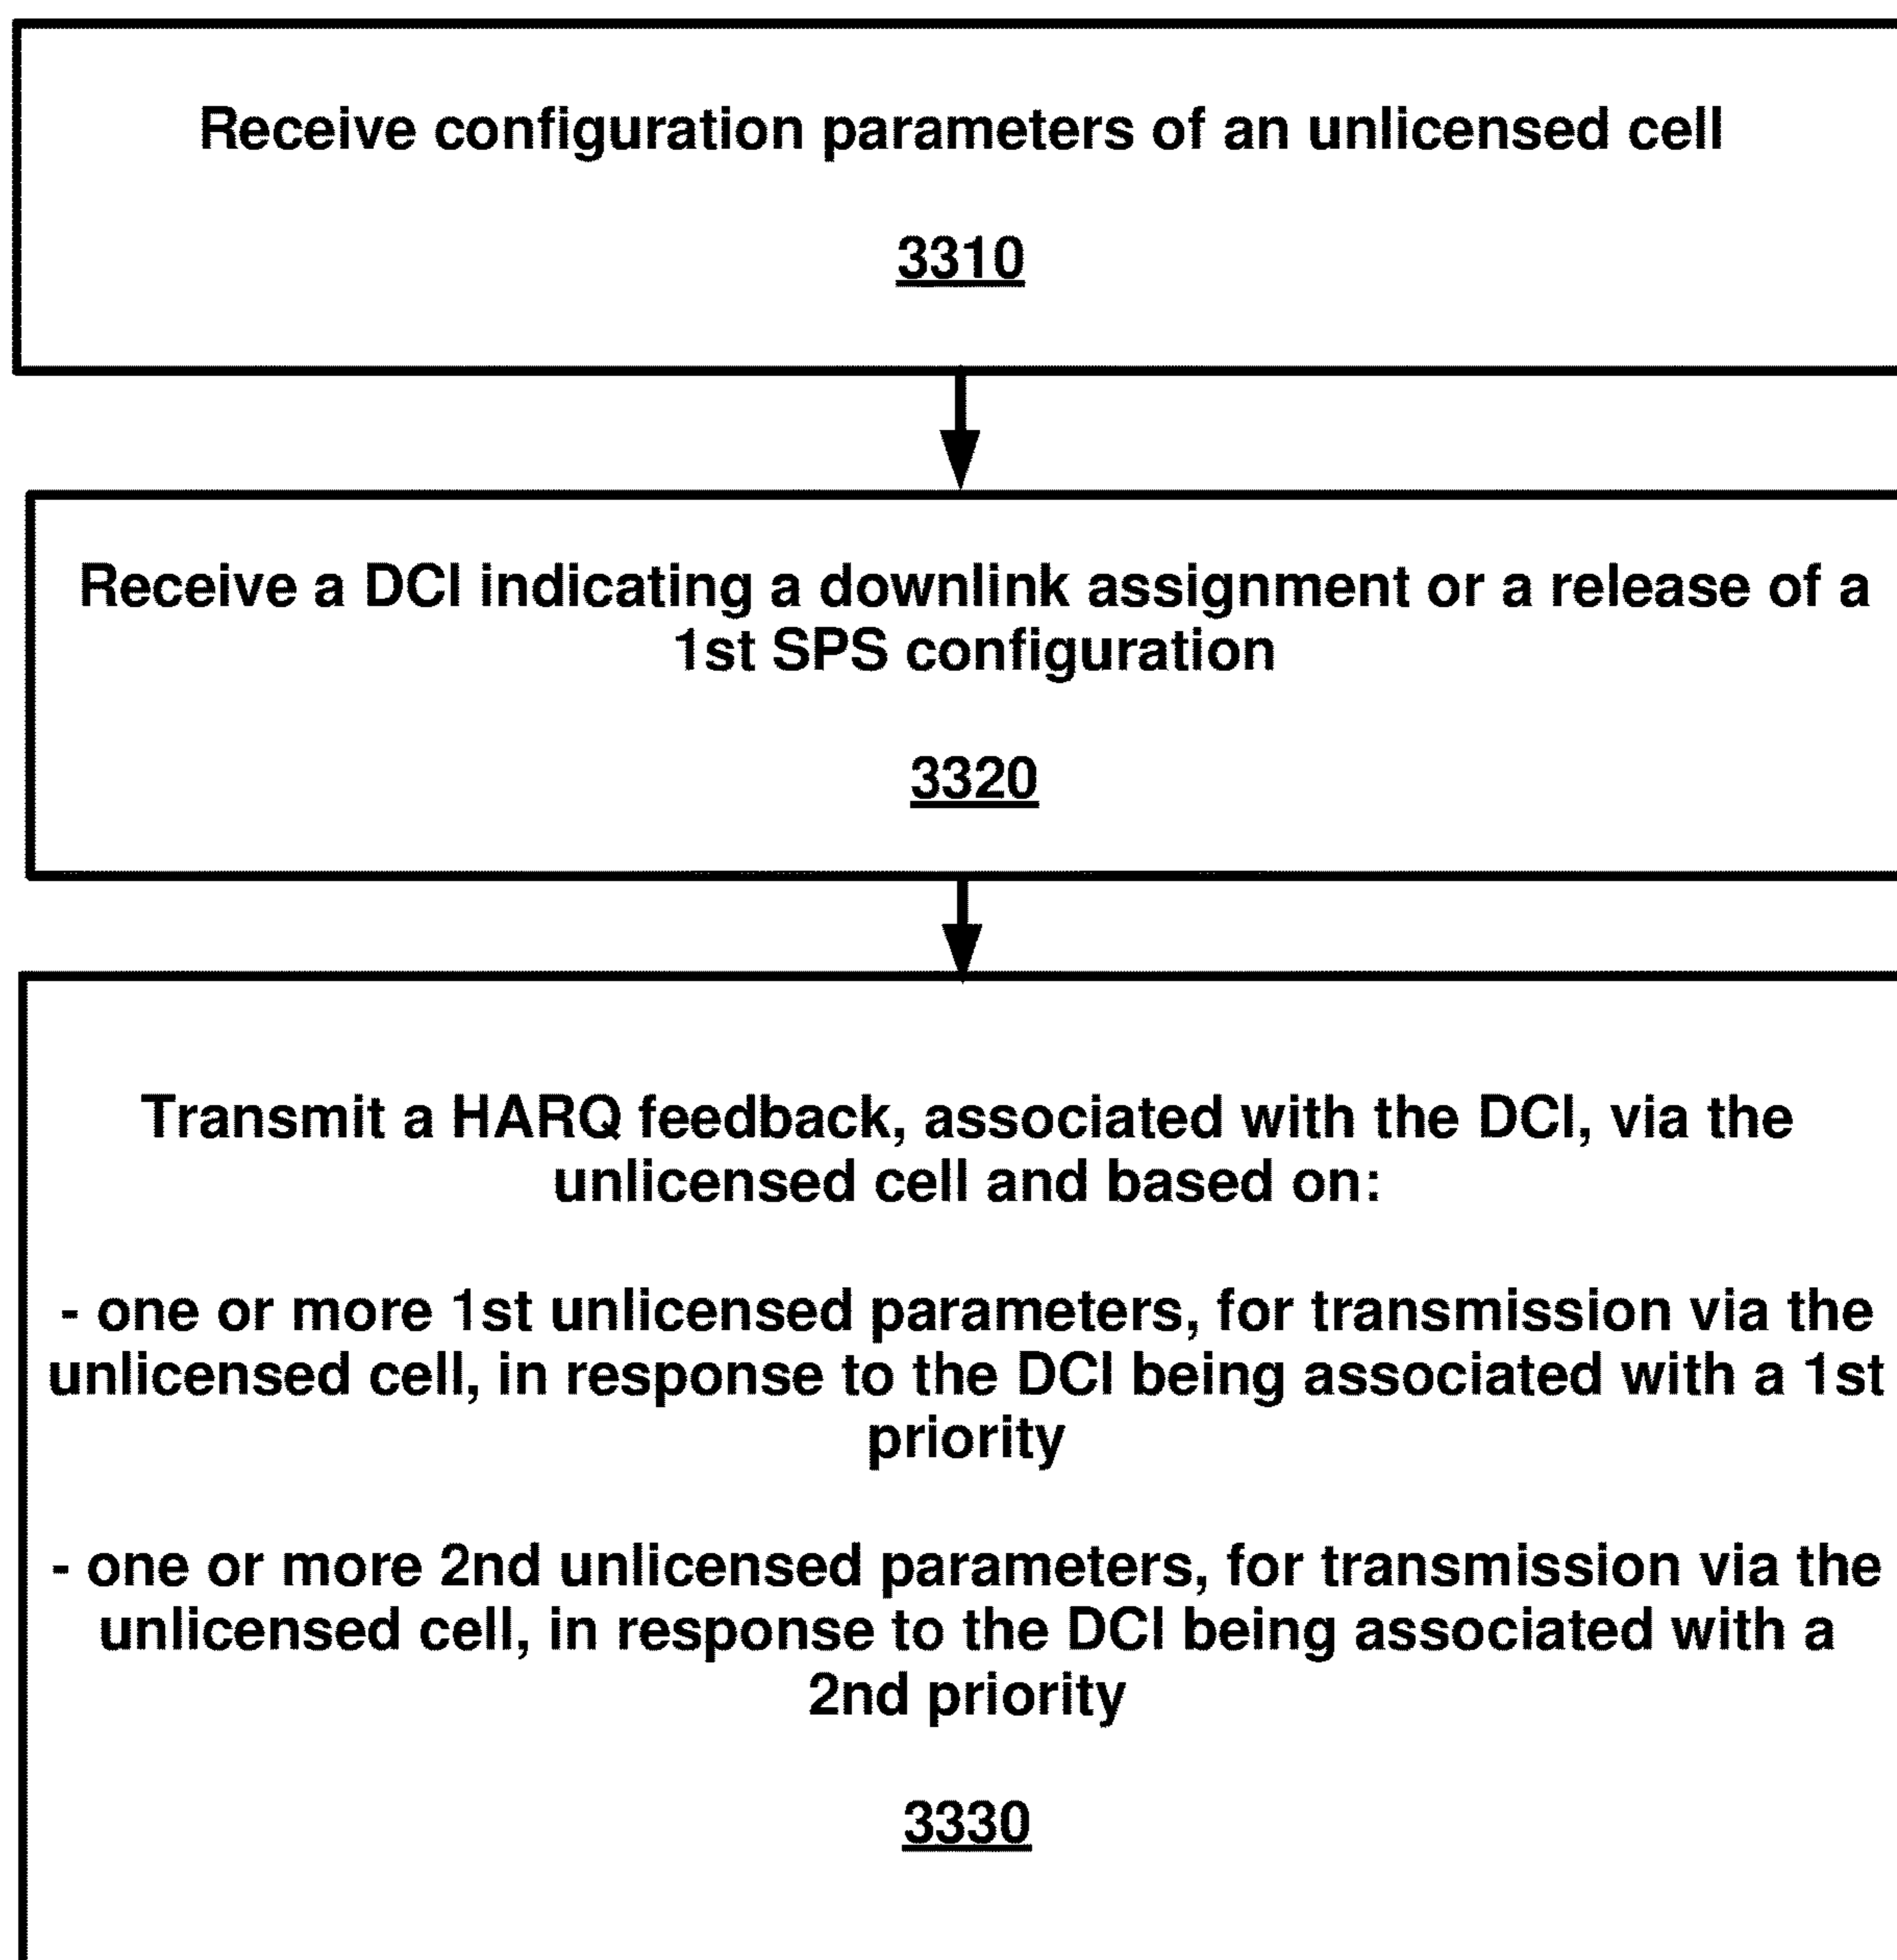 Receive configuration parameters of an unlicensed cell
3310
Receive a DCI indicating a downlink assignment or a release of a
1st SPS configuration
3320
Transmit a HARQ feedback, associated with the DCI, via the
unlicensed cell and based on:
- one or more 1st unlicensed parameters, for transmission via the
unlicensed cell, in response to the DCI being associated with a 1st
priority
- one or more 2nd unlicensed parameters, for transmission via the
unlicensed cell, in response to the DCI being associated with a
2nd priority
3330